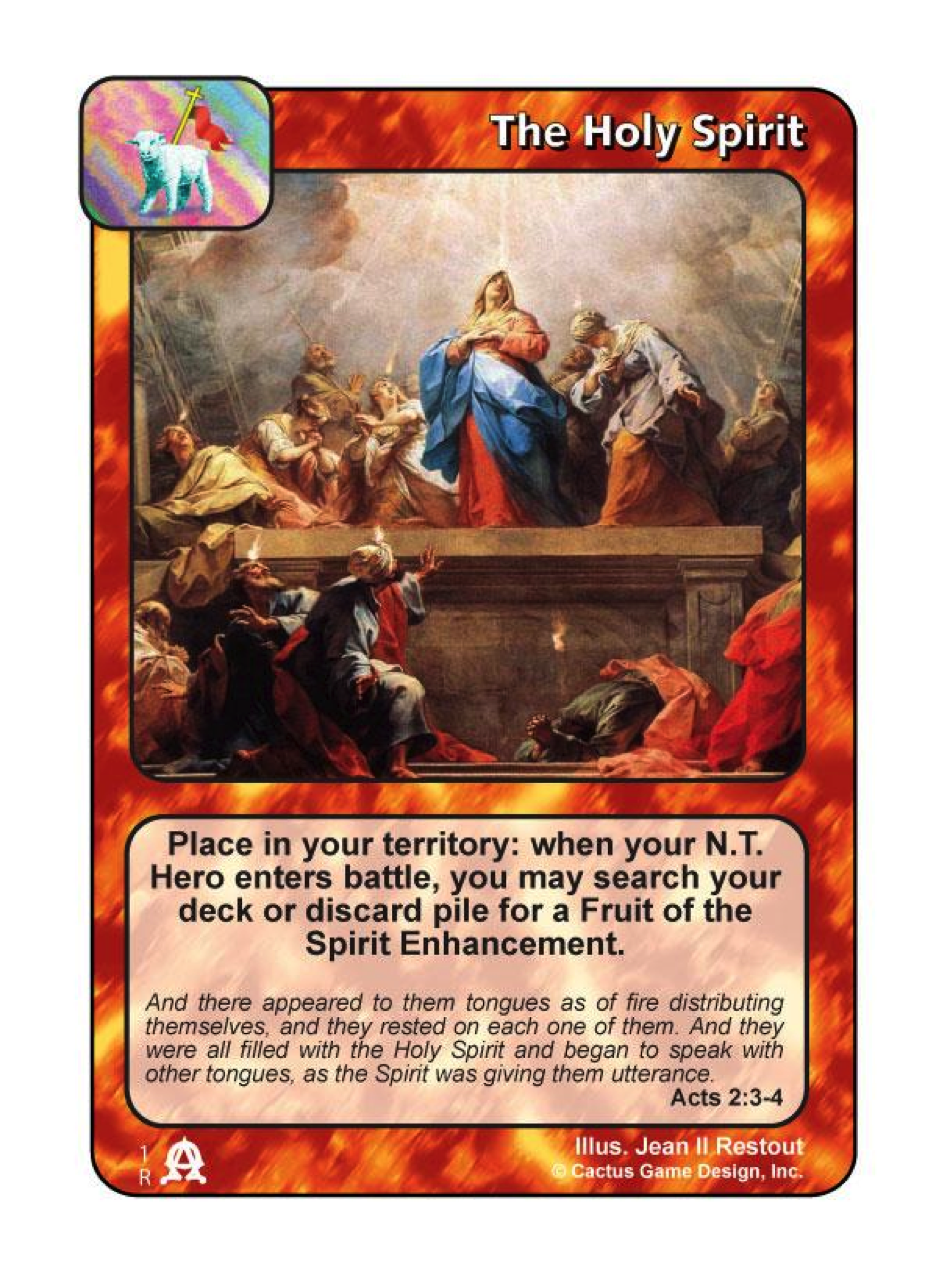 The Holy Spirit
Place in your territory: when your N.T.
Hero enters battle, you may search your
deck or discard pile for a Fruit of the
Spirit Enhancement.
And there appeared to them tongues as of fire distributing
themselves, and they rested on each one of them. And they
were all filled with the Holy Spirit and began to speak with
other tongues, as the Spirit was giving them utterance.
Acts 2:3-4
1
R
Illus. Jean II Restout
© Cactus Game Design, Inc.